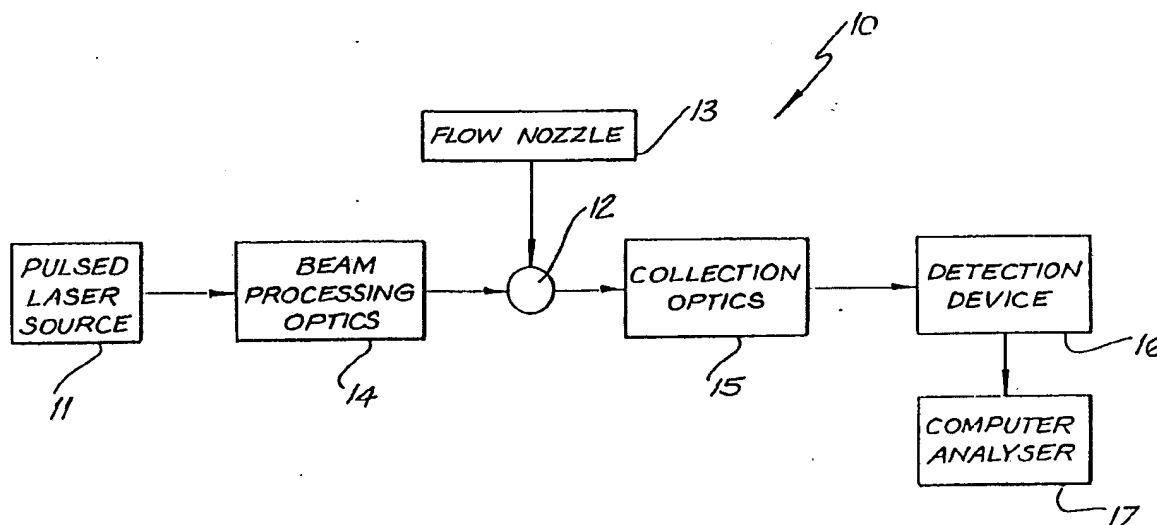 10
FLOW NOZZLE
13
12
PULSED
LASER
SOURCE
11
BEAM
PROCESSING
OPTICS
14
COLLECTION
OPTICS
15
DETECTION
DEVICE
16
COMPUTER
ANALYSER
17